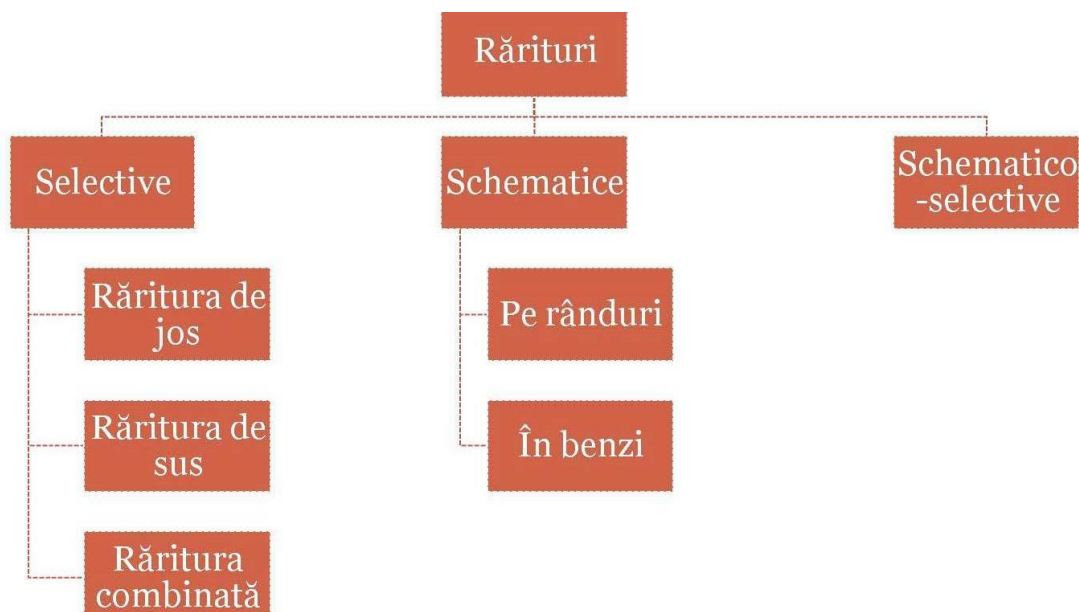 Rărituri
Selective
Schematice
Schematico
-selective
Răritura de
jos
Pe rânduri
Răritura de
sus
În benzi
Răritura
combinată